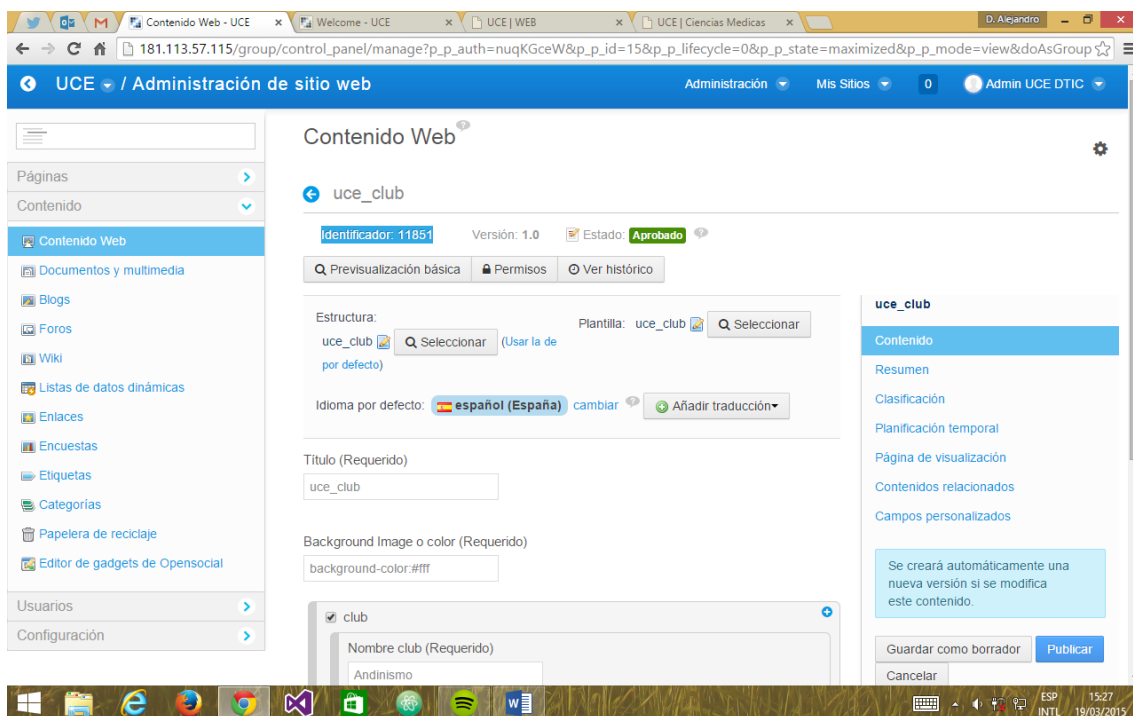 Contenido Web - UCE
Welcome - UCE
UCE | WEB
UCE | Ciencias Medicas
D. Alejandro
181.113.57.115/group/control_panel/manage?p_p_auth=nuqKGceW&p_p_id=15&p_p_lifecycle=0&p_p_state=maximized&p_p_mode=view&doAsGroup
UCE / Administración de sitio web
Administración
Mis Sitios
0
Admin UCE DTIC
Páginas
Contenido
Contenido Web
Documentos y multimedia
Blogs
Foros
Wiki
Listas de datos dinámicas
Enlaces
Encuestas
Etiquetas
Categorías
Papelera de reciclaje
Editor de gadgets de Opensocial
Usuarios
Configuración
Contenido Web
uce_club
Identificador: 11851 Versión: 1.0 Estado: Aprobado
Previsualización básica Permisos Ver histórico
Estructura:
uce_club Seleccionar (Usar la de
por defecto)
Plantilla: uce_club Seleccionar
Idioma por defecto: español (España) cambiar Añadir traducción
Título (Requerido)
uce_club
Background Image o color (Requerido)
background-color:#fff
club
Nombre club (Requerido)
Andinismo
uce_club
Contenido
Resumen
Clasificación
Planificación temporal
Página de visualización
Contenidos relacionados
Campos personalizados
Se creará automáticamente una
nueva versión si se modifica
este contenido.
Guardar como borrador Publicar
Cancelar
ESP
INTL
15:27
19/03/2015